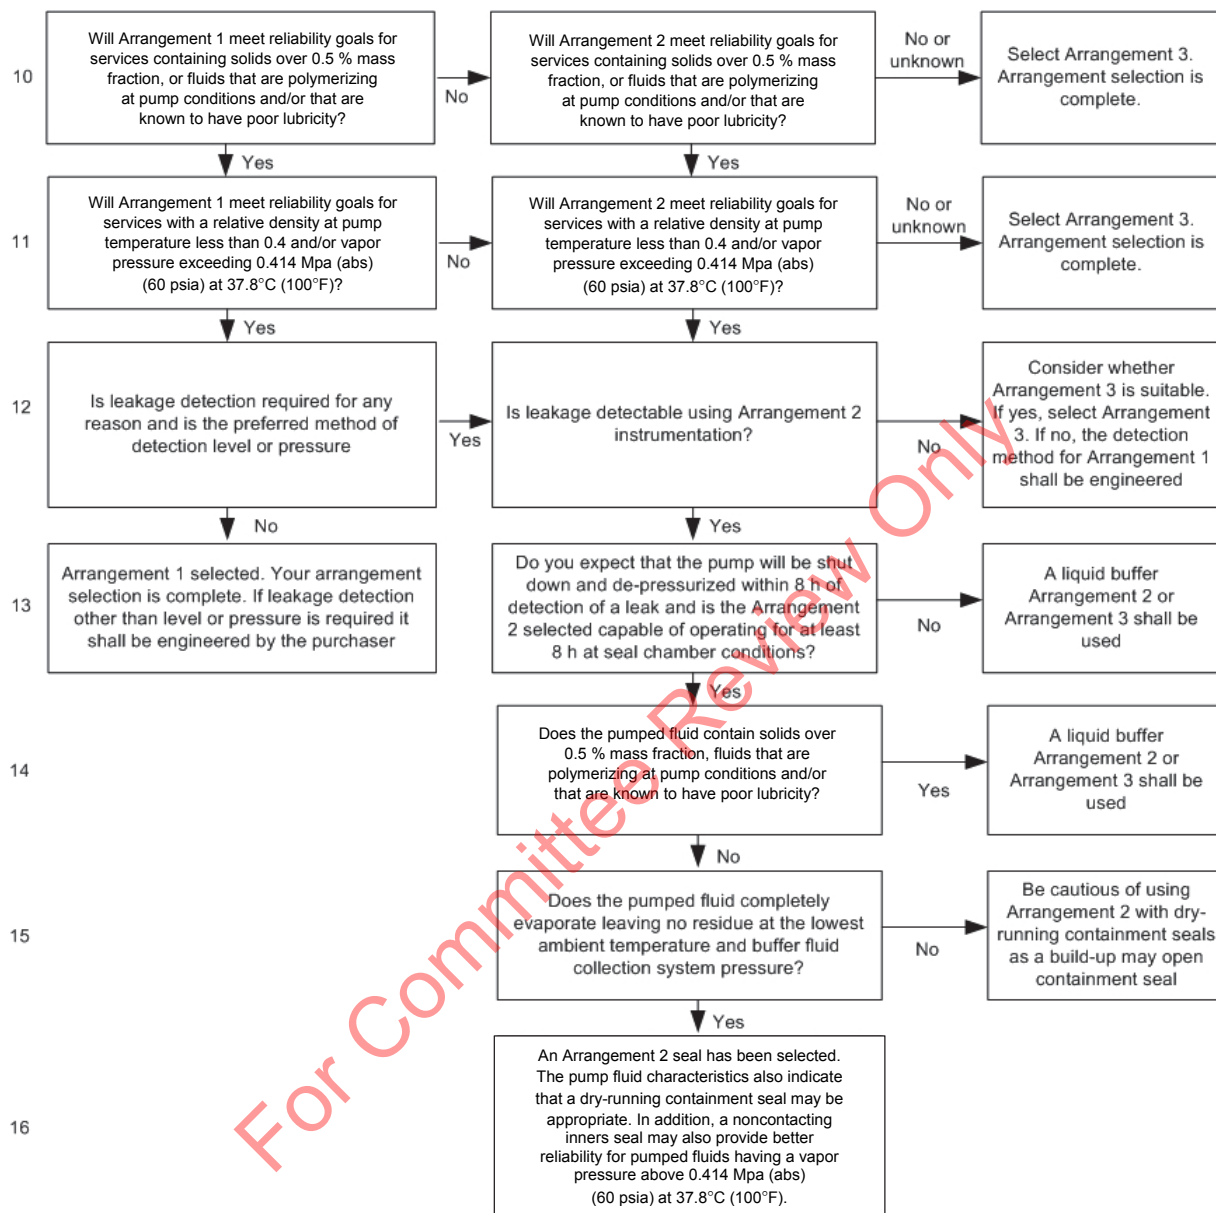 10
Will Arrangement 1 meet reliability goals for
services containing solids over 0.5 % mass
fraction, or fluids that are polymerizing
at pump conditions and/or that are
known to have poor lubricity?
No
Will Arrangement 2 meet reliability goals for
services containing solids over 0.5 % mass
fraction, or fluids that are polymerizing
at pump conditions and/or that are
known to have poor lubricity?
No or
unknown
Select Arrangement 3.
Arrangement selection is
complete.
Yes
Yes
11
Will Arrangement 1 meet reliability goals for
services with a relative density at pump
temperature less than 0.4 and/or vapor
pressure exceeding 0.414 Mpa (abs)
(60 psia) at 37.8°C (100°F)?
No
Will Arrangement 2 meet reliability goals for
services with a relative density at pump
temperature less than 0.4 and/or vapor
pressure exceeding 0.414 Mpa (abs)
(60 psia) at 37.8°C (100°F)?
No or
unknown
Select Arrangement 3.
Arrangement selection is
complete.
Yes
Yes
12
Is leakage detection required for any
reason and is the preferred method of
detection level or pressure
Yes
Is leakage detectable using Arrangement 2
instrumentation?
No
Consider whether
Arrangement 3 is suitable.
If yes, select Arrangement
3. If no, the detection
method for Arrangement 1
shall be engineered
No
Yes
13
Arrangement 1 selected. Your arrangement
selection is complete. If leakage detection
other than level or pressure is required it
shall be engineered by the purchaser
Do you expect that the pump will be shut
down and de-pressurized within 8 h of
detection of a leak and is the Arrangement
2 selected capable of operating for at least
8 h at seal chamber conditions?
No
A liquid buffer
Arrangement 2 or
Arrangement 3 shall be
used
Yes
14
Does the pumped fluid contain solids over
0.5 % mass fraction, fluids that are
polymerizing at pump conditions and/or
that are known to have poor lubricity?
Yes
A liquid buffer
Arrangement 2 or
Arrangement 3 shall be
used
No
15
Does the pumped fluid completely
evaporate leaving no residue at the lowest
ambient temperature and buffer fluid
collection system pressure?
No
Be cautious of using
Arrangement 2 with dry-
running containment seals
as a build-up may open
containment seal
Yes
16
An Arrangement 2 seal has been selected.
The pump fluid characteristics also indicate
that a dry-running containment seal may be
appropriate. In addition, a noncontacting
inners seal may also provide better
reliability for pumped fluids having a vapor
pressure above 0.414 Mpa (abs)
(60 psia) at 37.8°C (100°F).
For Committee Review Only